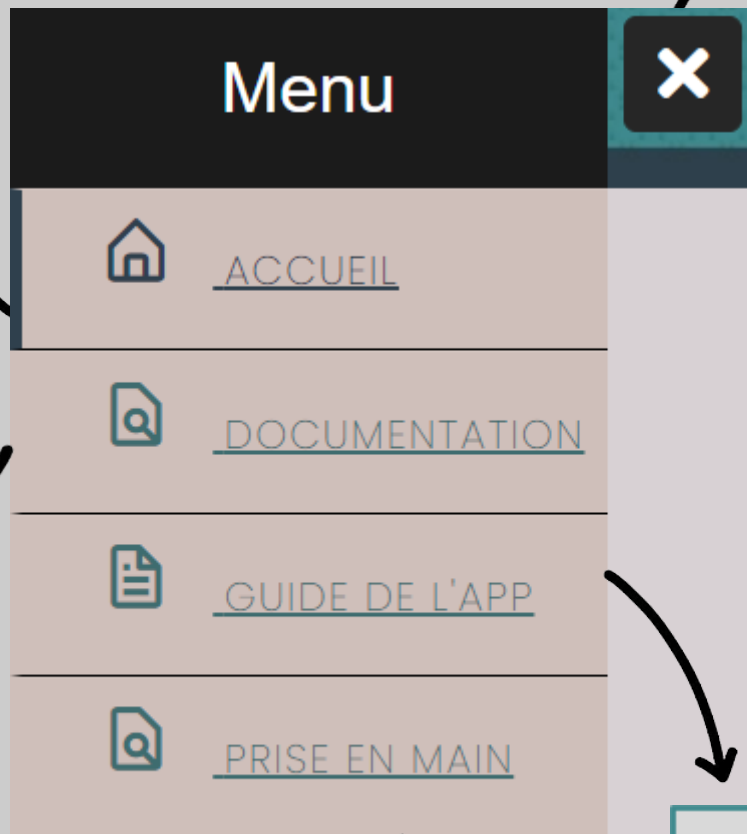 Menu
ACCUEIL
DOCUMENTATION
GUIDE DE L'APP
PRISE EN MAIN